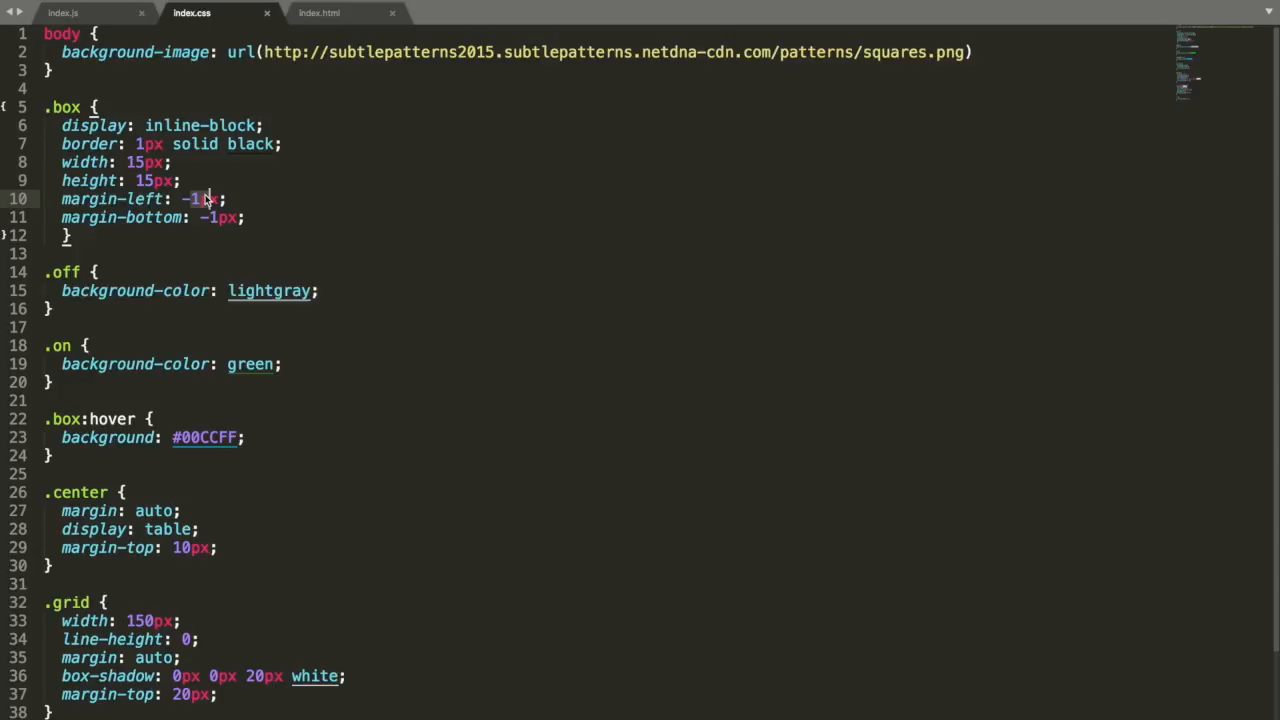 index.js index.css index.html
1 body {
2 background-image: url(http://subtlepatterns2015.subtlepatterns.netdna-cdn.com/patterns/squares.png)
3 }
4
5 .box {
6 display: inline-block;
7 border: 1px solid black;
8 width: 15px;
9 height: 15px;
10 margin-left: -1px;
11 margin-bottom: -1px;
12 }
13
14 .off {
15 background-color: lightgray;
16 }
17
18 .on {
19 background-color: green;
20 }
21
22 .box:hover {
23 background: #00CCFF;
24 }
25
26 .center {
27 margin: auto;
28 display: table;
29 margin-top: 10px;
30 }
31
32 .grid {
33 width: 150px;
34 line-height: 0;
35 margin: auto;
36 box-shadow: 0px 0px 20px white;
37 margin-top: 20px;
38 }